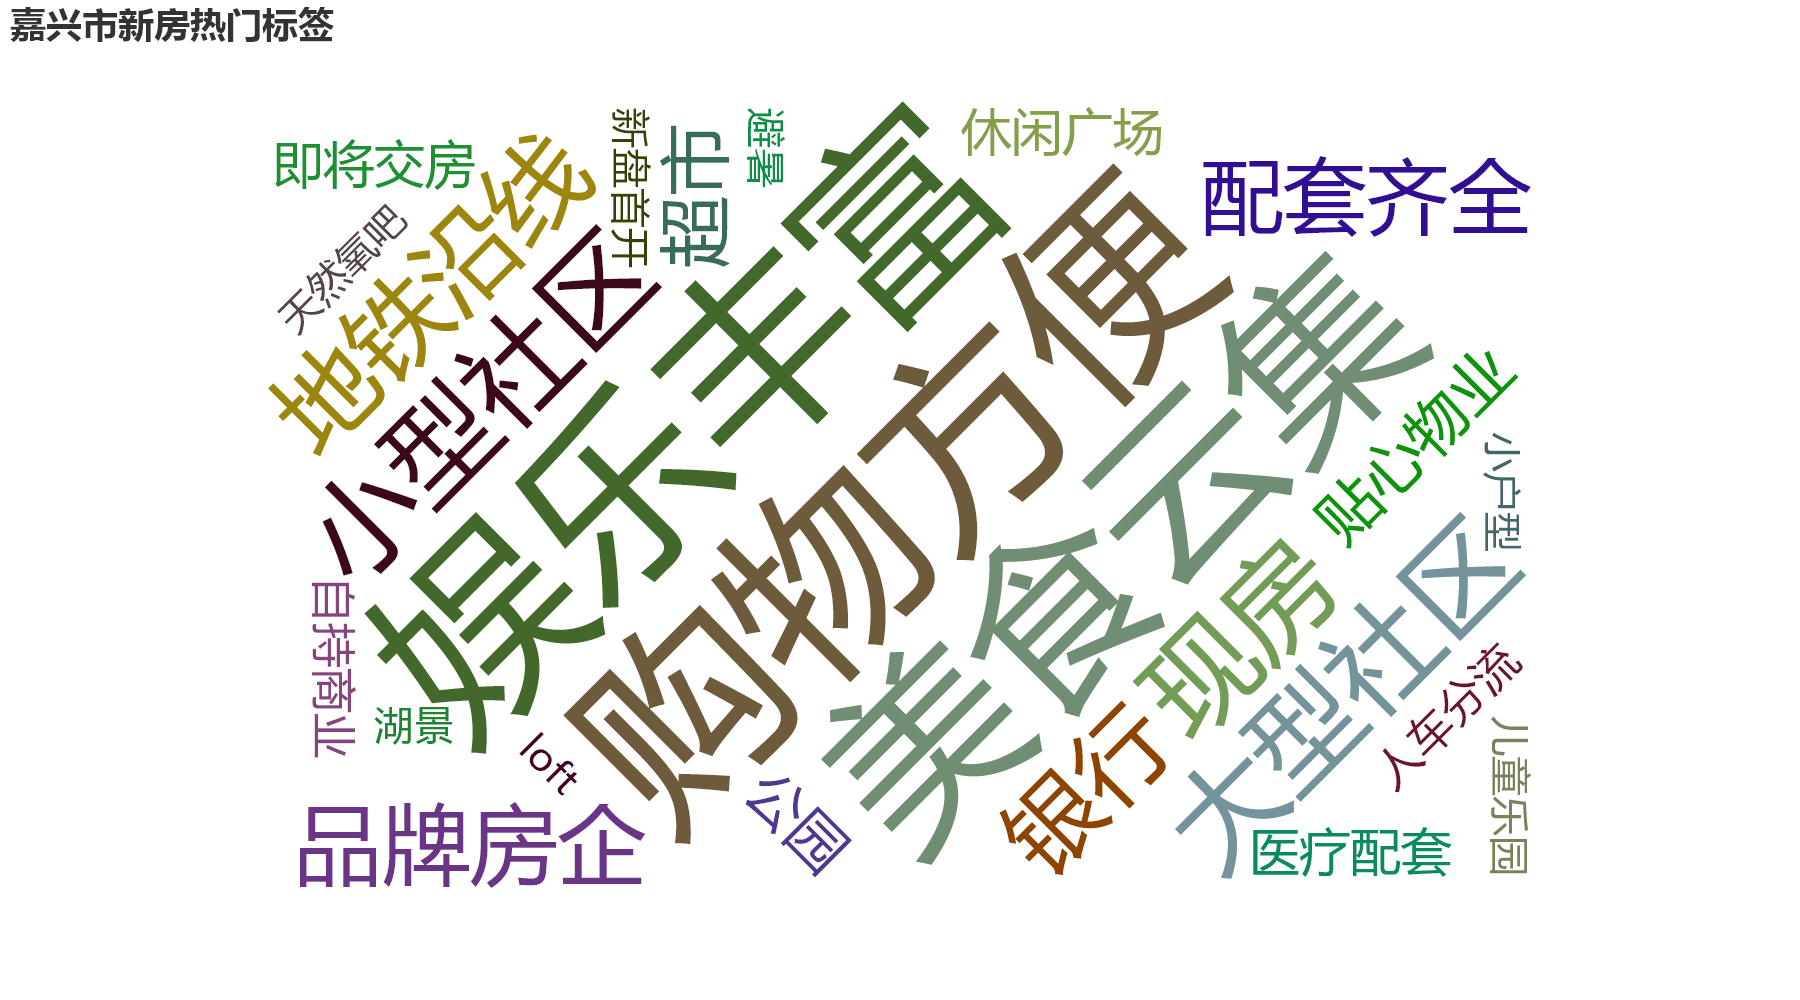 嘉兴市新房热门标签
即将交房
地铁沿线
新盘首开
超市
避暑
休闲广场
配套齐全
天然氧吧
小型社区
娱乐丰富
购物方便
美食云集
贴心物业
小户型
现房
大型社区
自持商业
湖景
loft
人车分流
儿童乐园
品牌房企
公园
银行
医疗配套